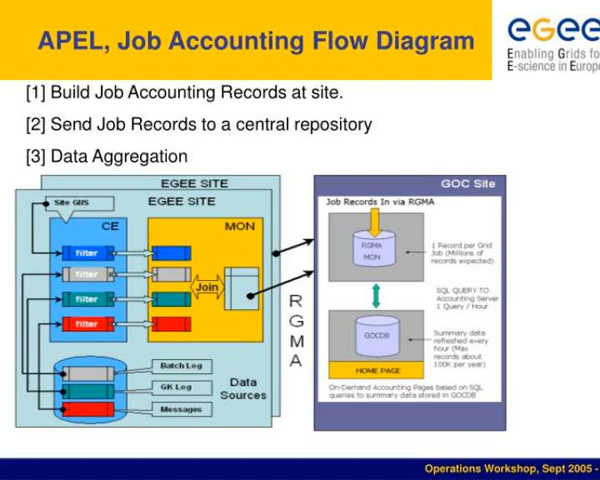 APEL, Job Accounting Flow Diagram
egee
Enabling Grids fo
E-science in Europe
[1] Build Job Accounting Records at site.
[2] Send Job Records to a central repository
[3] Data Aggregation
EGEE SITE
EGEE SITE
Site GIIS
CE
MON
filter
filter
filter
filter
Join
Batch Log
GK Log
Messages
Data
Sources
R
G
M
A
GOC Site
Job Records In via RGMA
RGMA
MON
1 Record per Grid
Job (Millions of
records expected)
SQL QUERY TO
Accounting Server
1 Query / Hour
GOCDB
Summary data
refreshed every
hour (Max
records about
100K per year)
HOME PAGE
On-Demand Accounting Pages based on SQL
queries to summary data stored in GOCDB
Operations Workshop, Sept 2005 -